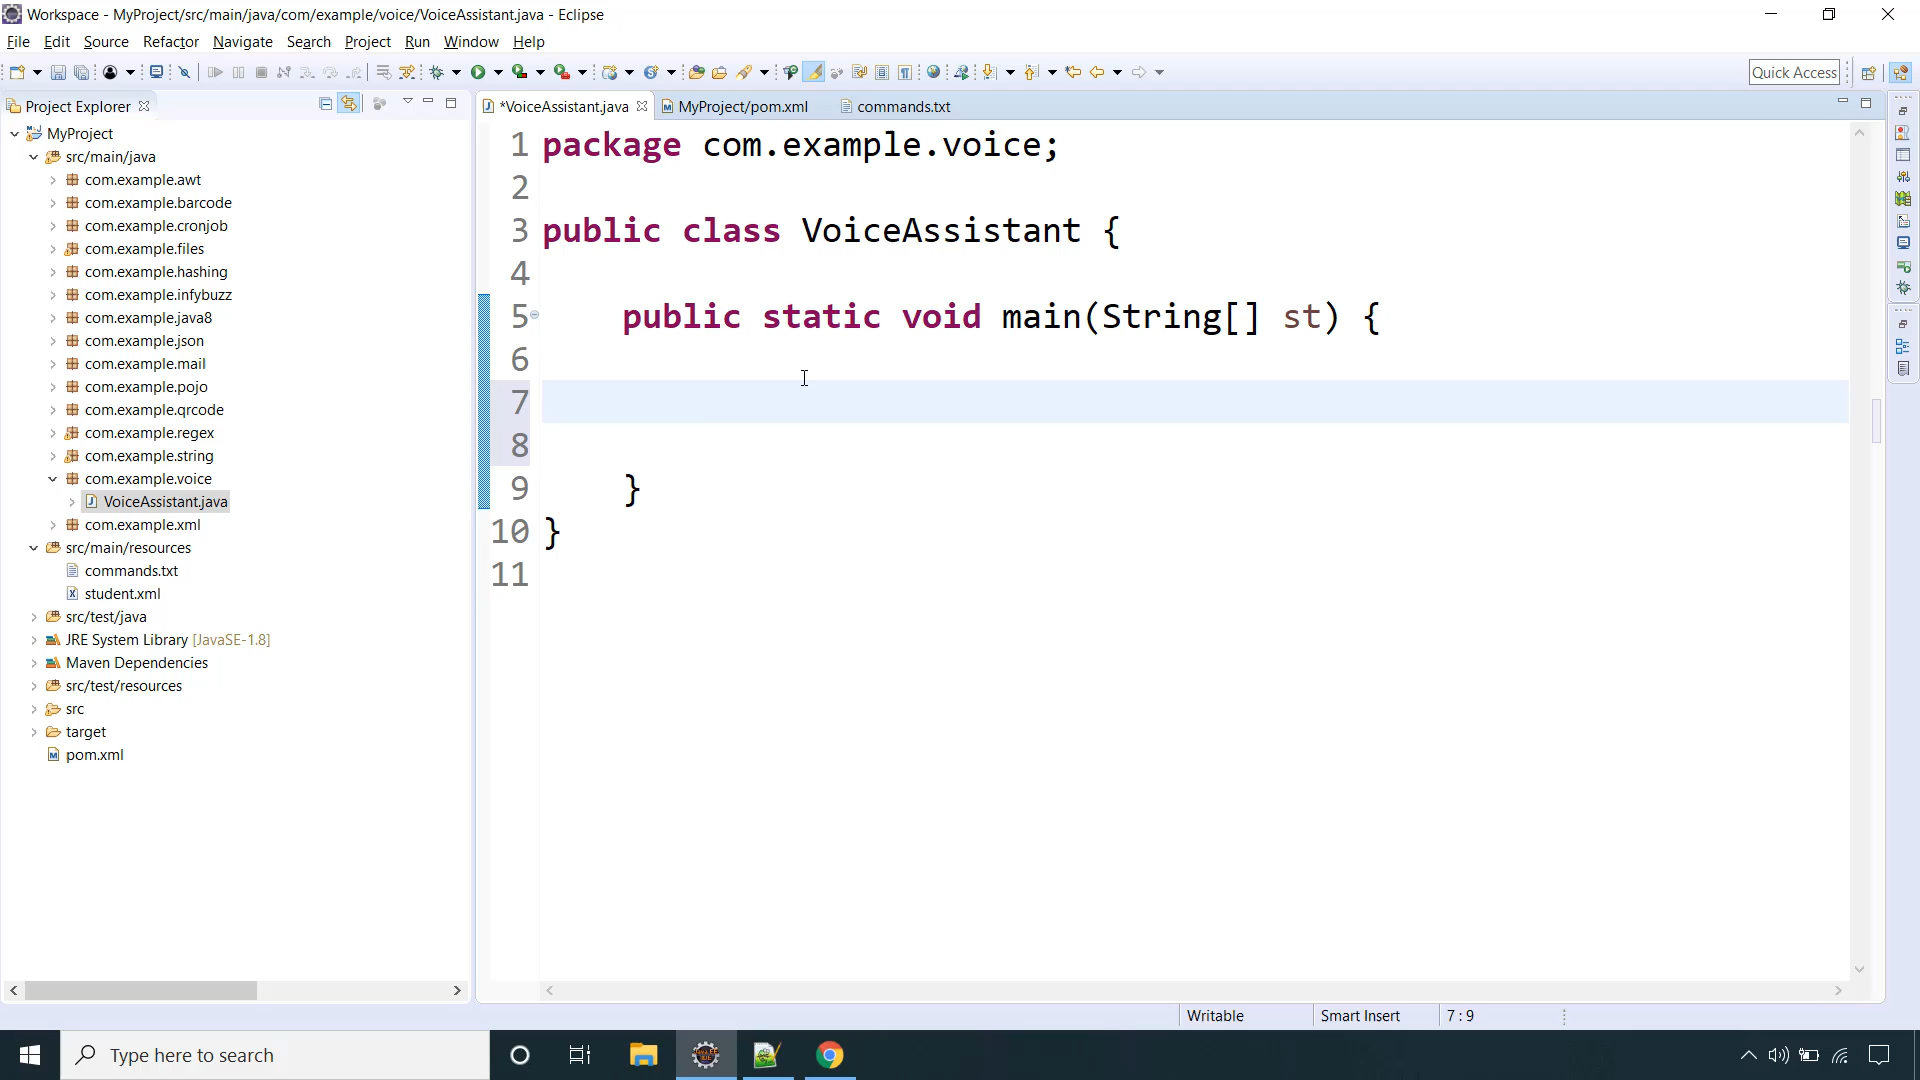 Workspace - MyProject/src/main/java/com/example/voice/VoiceAssistant.java - Eclipse
File Edit Source Refactor Navigate Search Project Run Window Help
Quick Access
Project Explorer
*VoiceAssistant.java MyProject/pom.xml commands.txt
MyProject
src/main/java
com.example.awt
com.example.barcode
com.example.cronjob
com.example.files
com.example.hashing
com.example.infybuzz
com.example.java8
com.example.json
com.example.mail
com.example.pojo
com.example.qrcode
com.example.regex
com.example.string
com.example.voice
VoiceAssistant.java
com.example.xml
src/main/resources
commands.txt
student.xml
src/test/java
JRE System Library [JavaSE-1.8]
Maven Dependencies
src/test/resources
src
target
pom.xml
1 package com.example.voice;
2
3 public class VoiceAssistant {
4
5 public static void main(String[] st) {
6
7
8
9 }
10 }
11
Writable Smart Insert 7 : 9
Type here to search